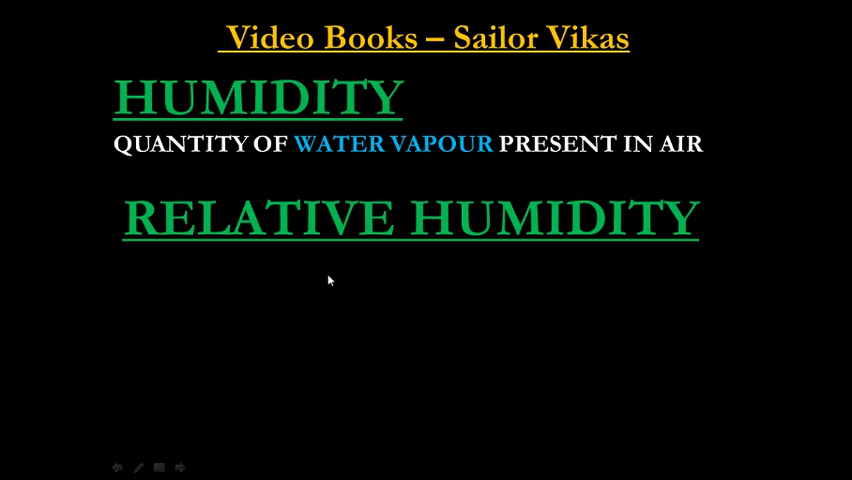 Video Books – Sailor Vikas
HUMIDITY
QUANTITY OF WATER VAPOUR PRESENT IN AIR
RELATIVE HUMIDITY